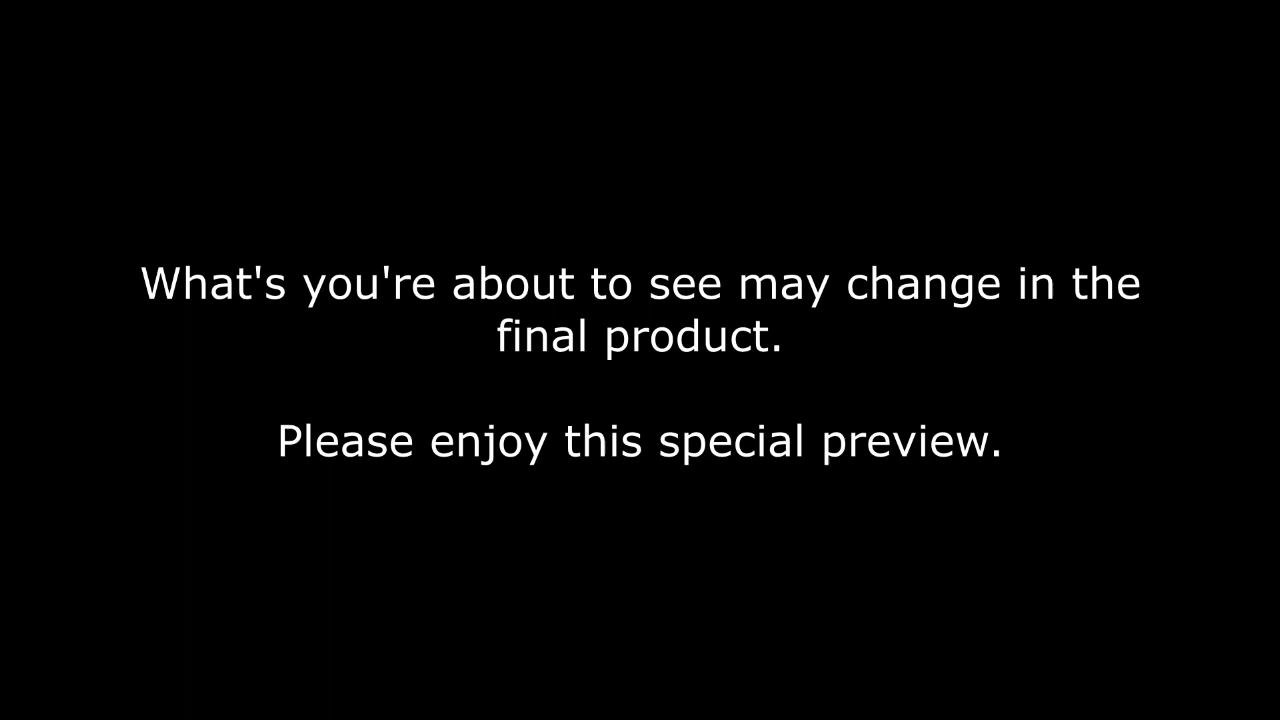 What's you're about to see may change in the
final product.
Please enjoy this special preview.